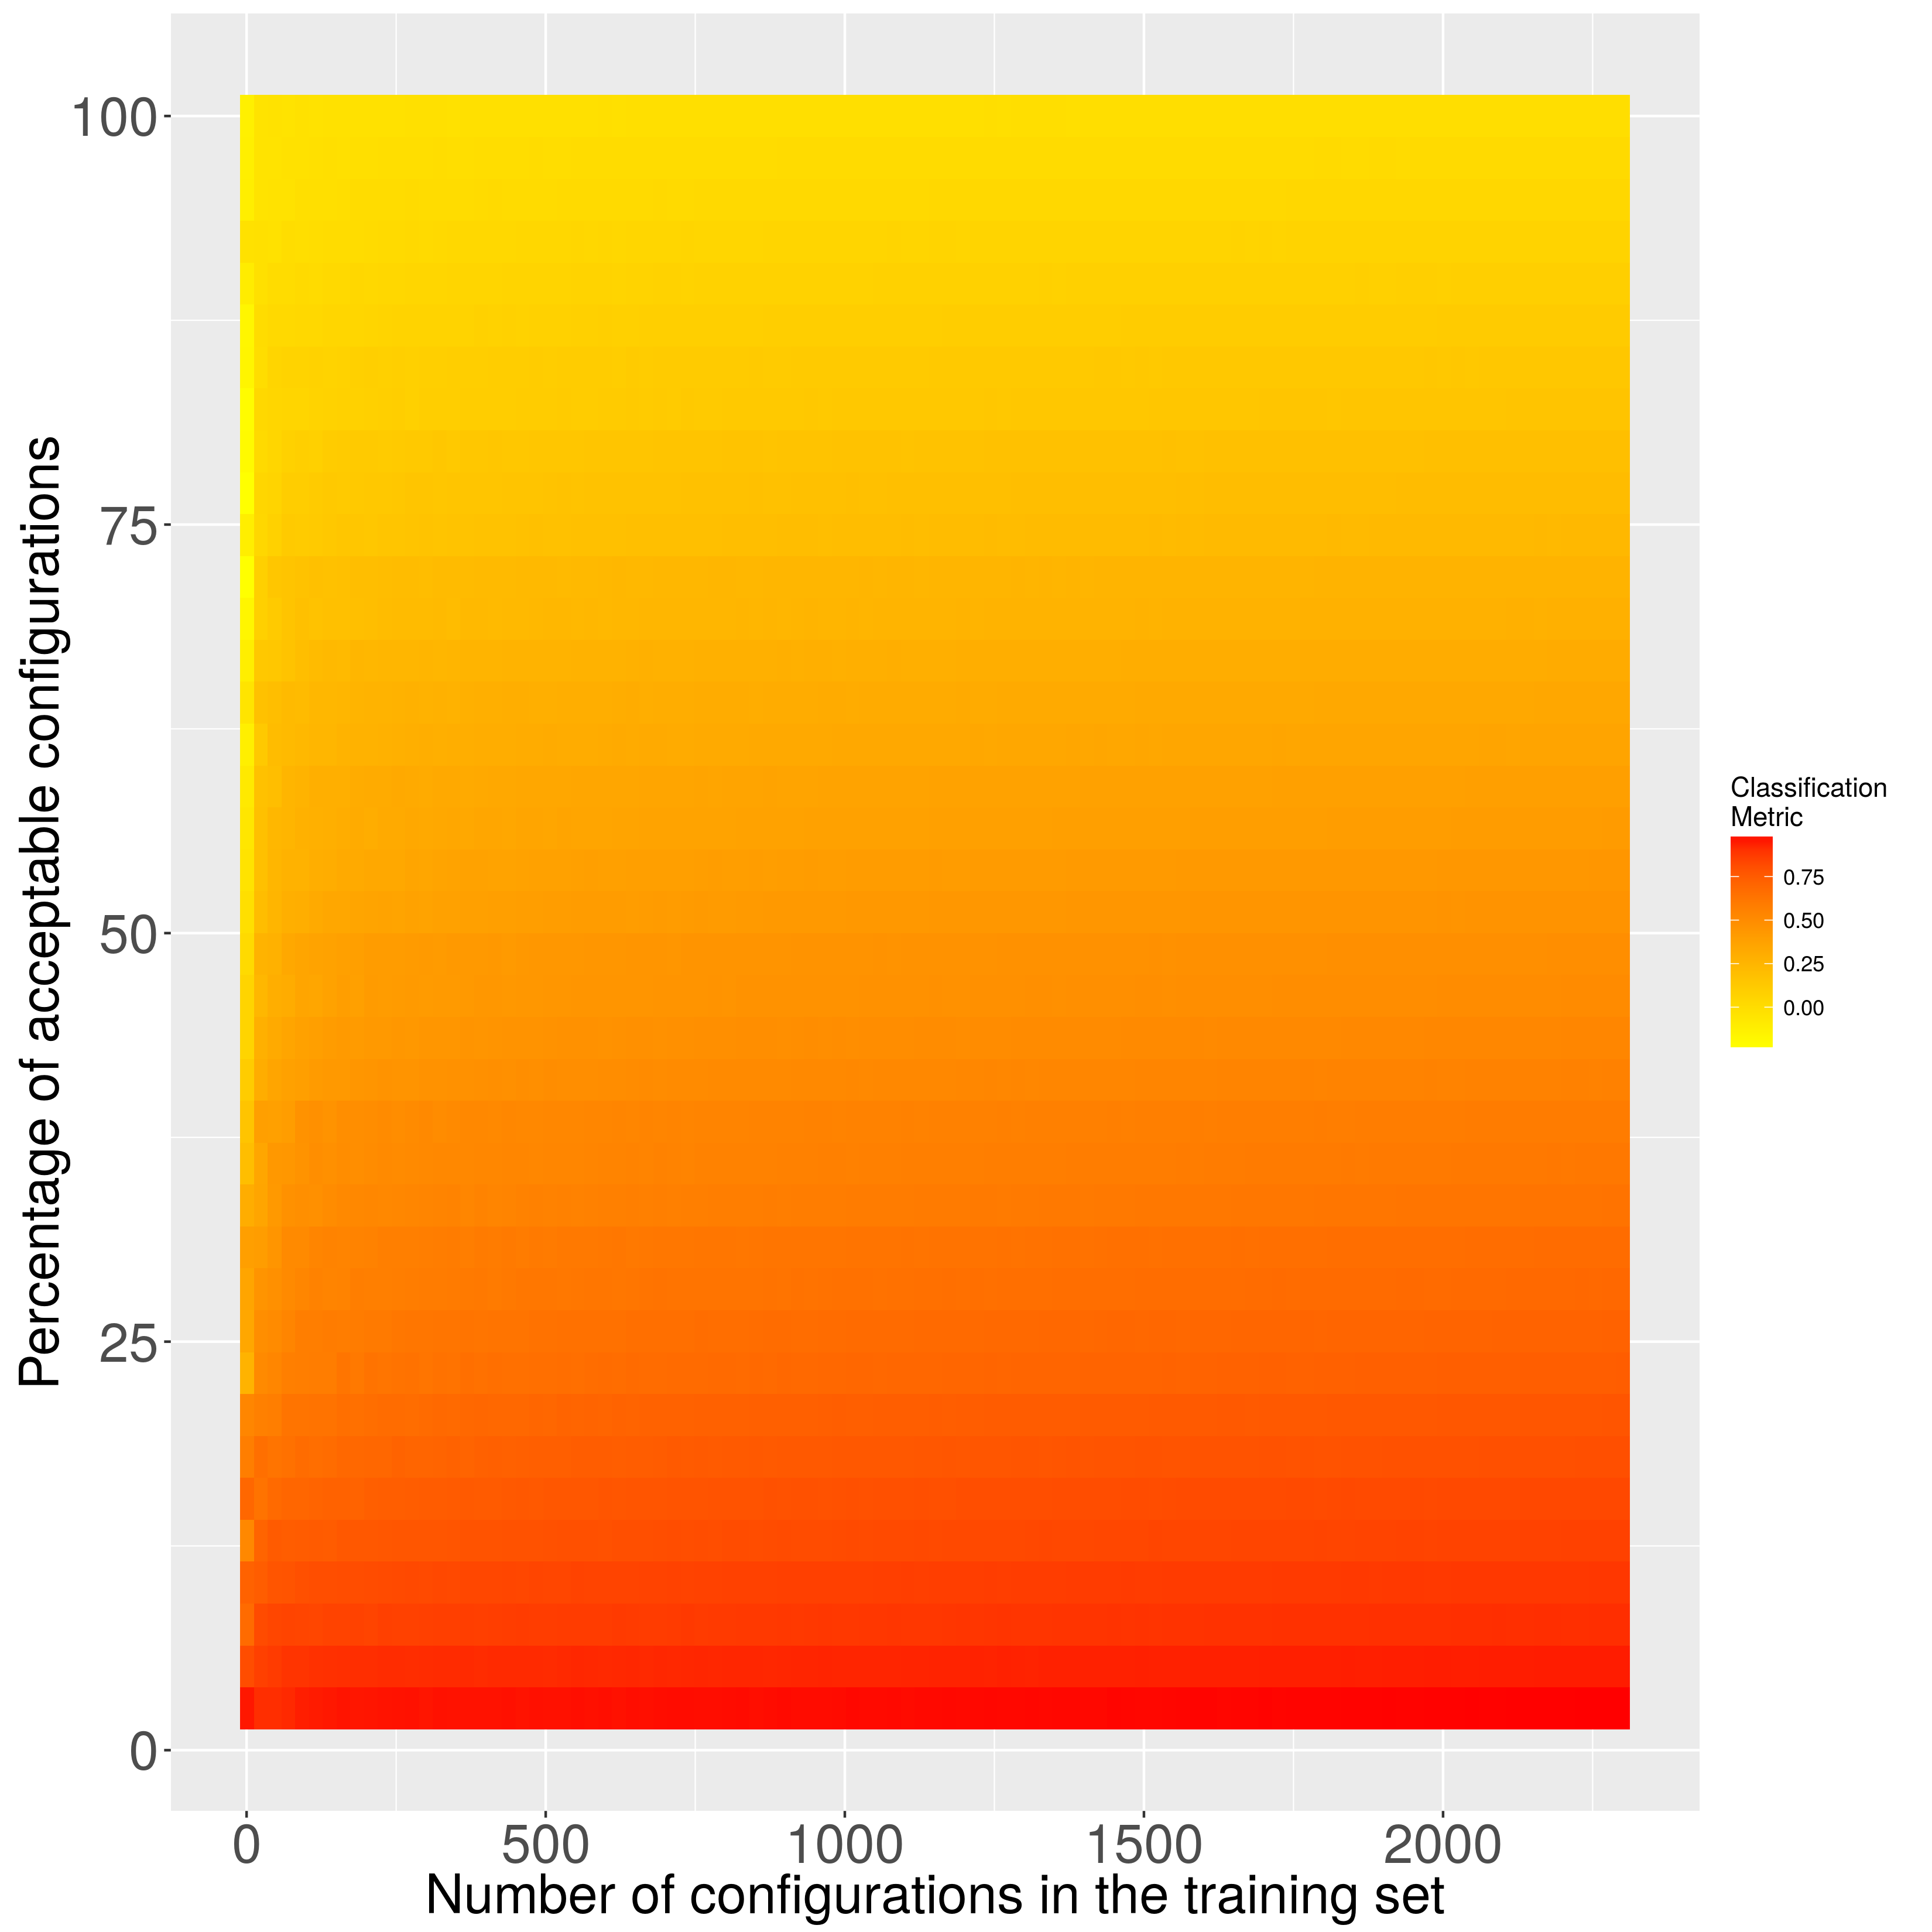 100
75
50
25
0
Percentage of acceptable configurations
0 500 1000 1500 2000
Number of configurations in the training set
Classification
Metric
0.75
0.50
0.25
0.00